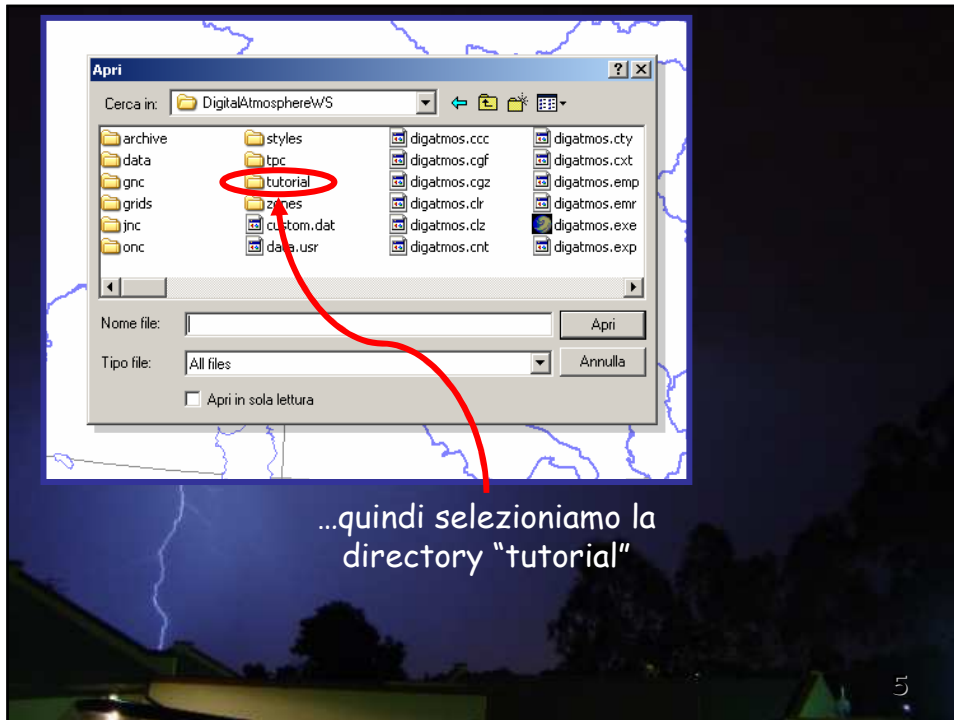 Apri
Cerca in: DigitalAtmosphereWS
archive styles digatmos.ccc digatmos.cty
data tpc digatmos.cgf digatmos.cxt
gnc tutorial digatmos.cgz digatmos.emp
grids zones digatmos.clr digatmos.emr
jnc custom.dat digatmos.clz digatmos.exe
onc data.usr digatmos.cnt digatmos.exp
Nome file: Apri
Tipo file: All files Annulla
Apri in sola lettura
…quindi selezioniamo la
directory “tutorial”
5